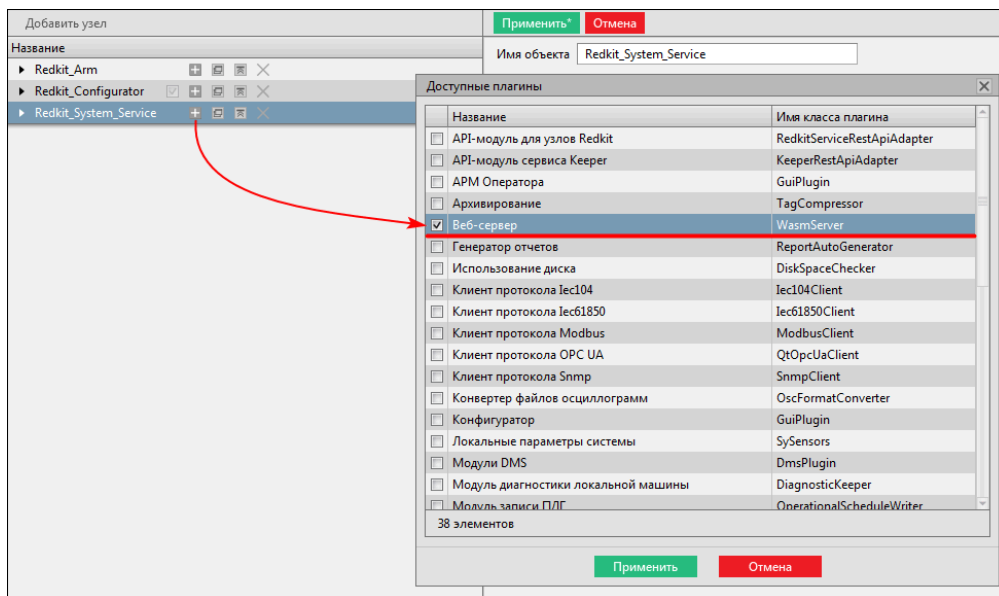 Добавить узел
Применить* Отмена
Название
Имя объекта Redkit_System_Service
Redkit_Arm
Redkit_Configurator
Redkit_System_Service
Доступные плагины
Название Имя класса плагина
API-модуль для узлов Redkit RedkitServiceRestApiAdapter
API-модуль сервиса Keeper KeeperRestApiAdapter
АРМ Оператора GuiPlugin
Архивирование TagCompressor
Веб-сервер WasmServer
Генератор отчетов ReportAutoGenerator
Использование диска DiskSpaceChecker
Клиент протокола Iec104 Iec104Client
Клиент протокола Iec61850 Iec61850Client
Клиент протокола Modbus ModbusClient
Клиент протокола OPC UA QtOpcUaClient
Клиент протокола Snmp SnmpClient
Конвертер файлов осциллограмм OscFormatConverter
Конфигуратор GuiPlugin
Локальные параметры системы SySensors
Модули DMS DmsPlugin
Модуль диагностики локальной машины DiagnosticKeeper
Модуль записи ПДГ OperationalScheduleWriter
38 элементов
Применить Отмена